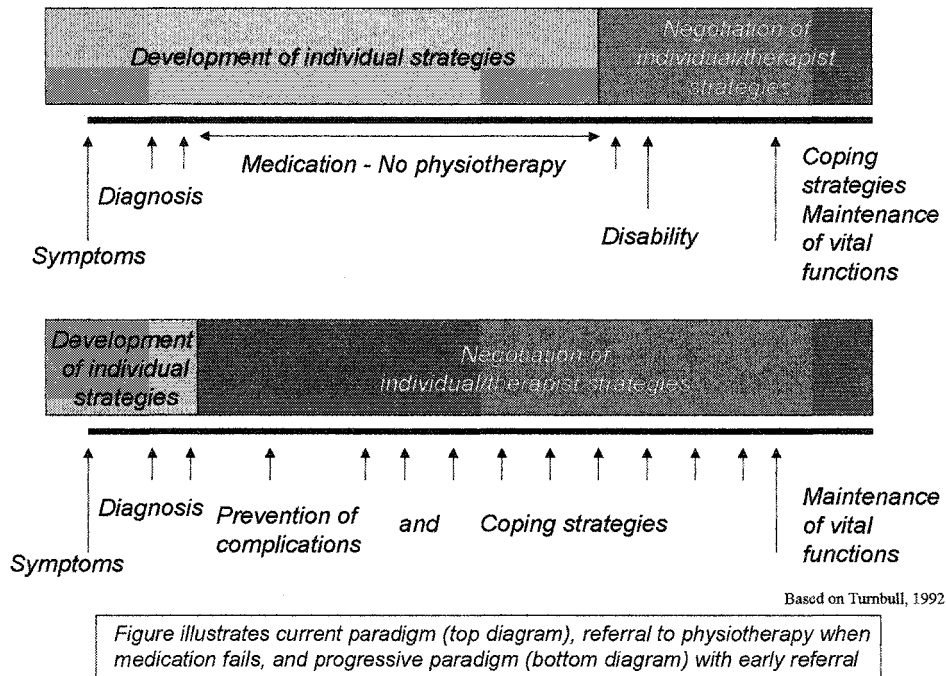 Development of individual strategies
Negotiation of
individual/therapist
strategies
Medication - No physiotherapy
Diagnosis
Symptoms
Disability
Coping
strategies
Maintenance
of vital
functions
Development
of individual
strategies
Negotiation of
individual/therapist strategies
Diagnosis
Symptoms
Prevention of
complications
and
Coping strategies
Maintenance
of vital
functions
Based on Turnbull, 1992
Figure illustrates current paradigm (top diagram), referral to physiotherapy when
medication fails, and progressive paradigm (bottom diagram) with early referral